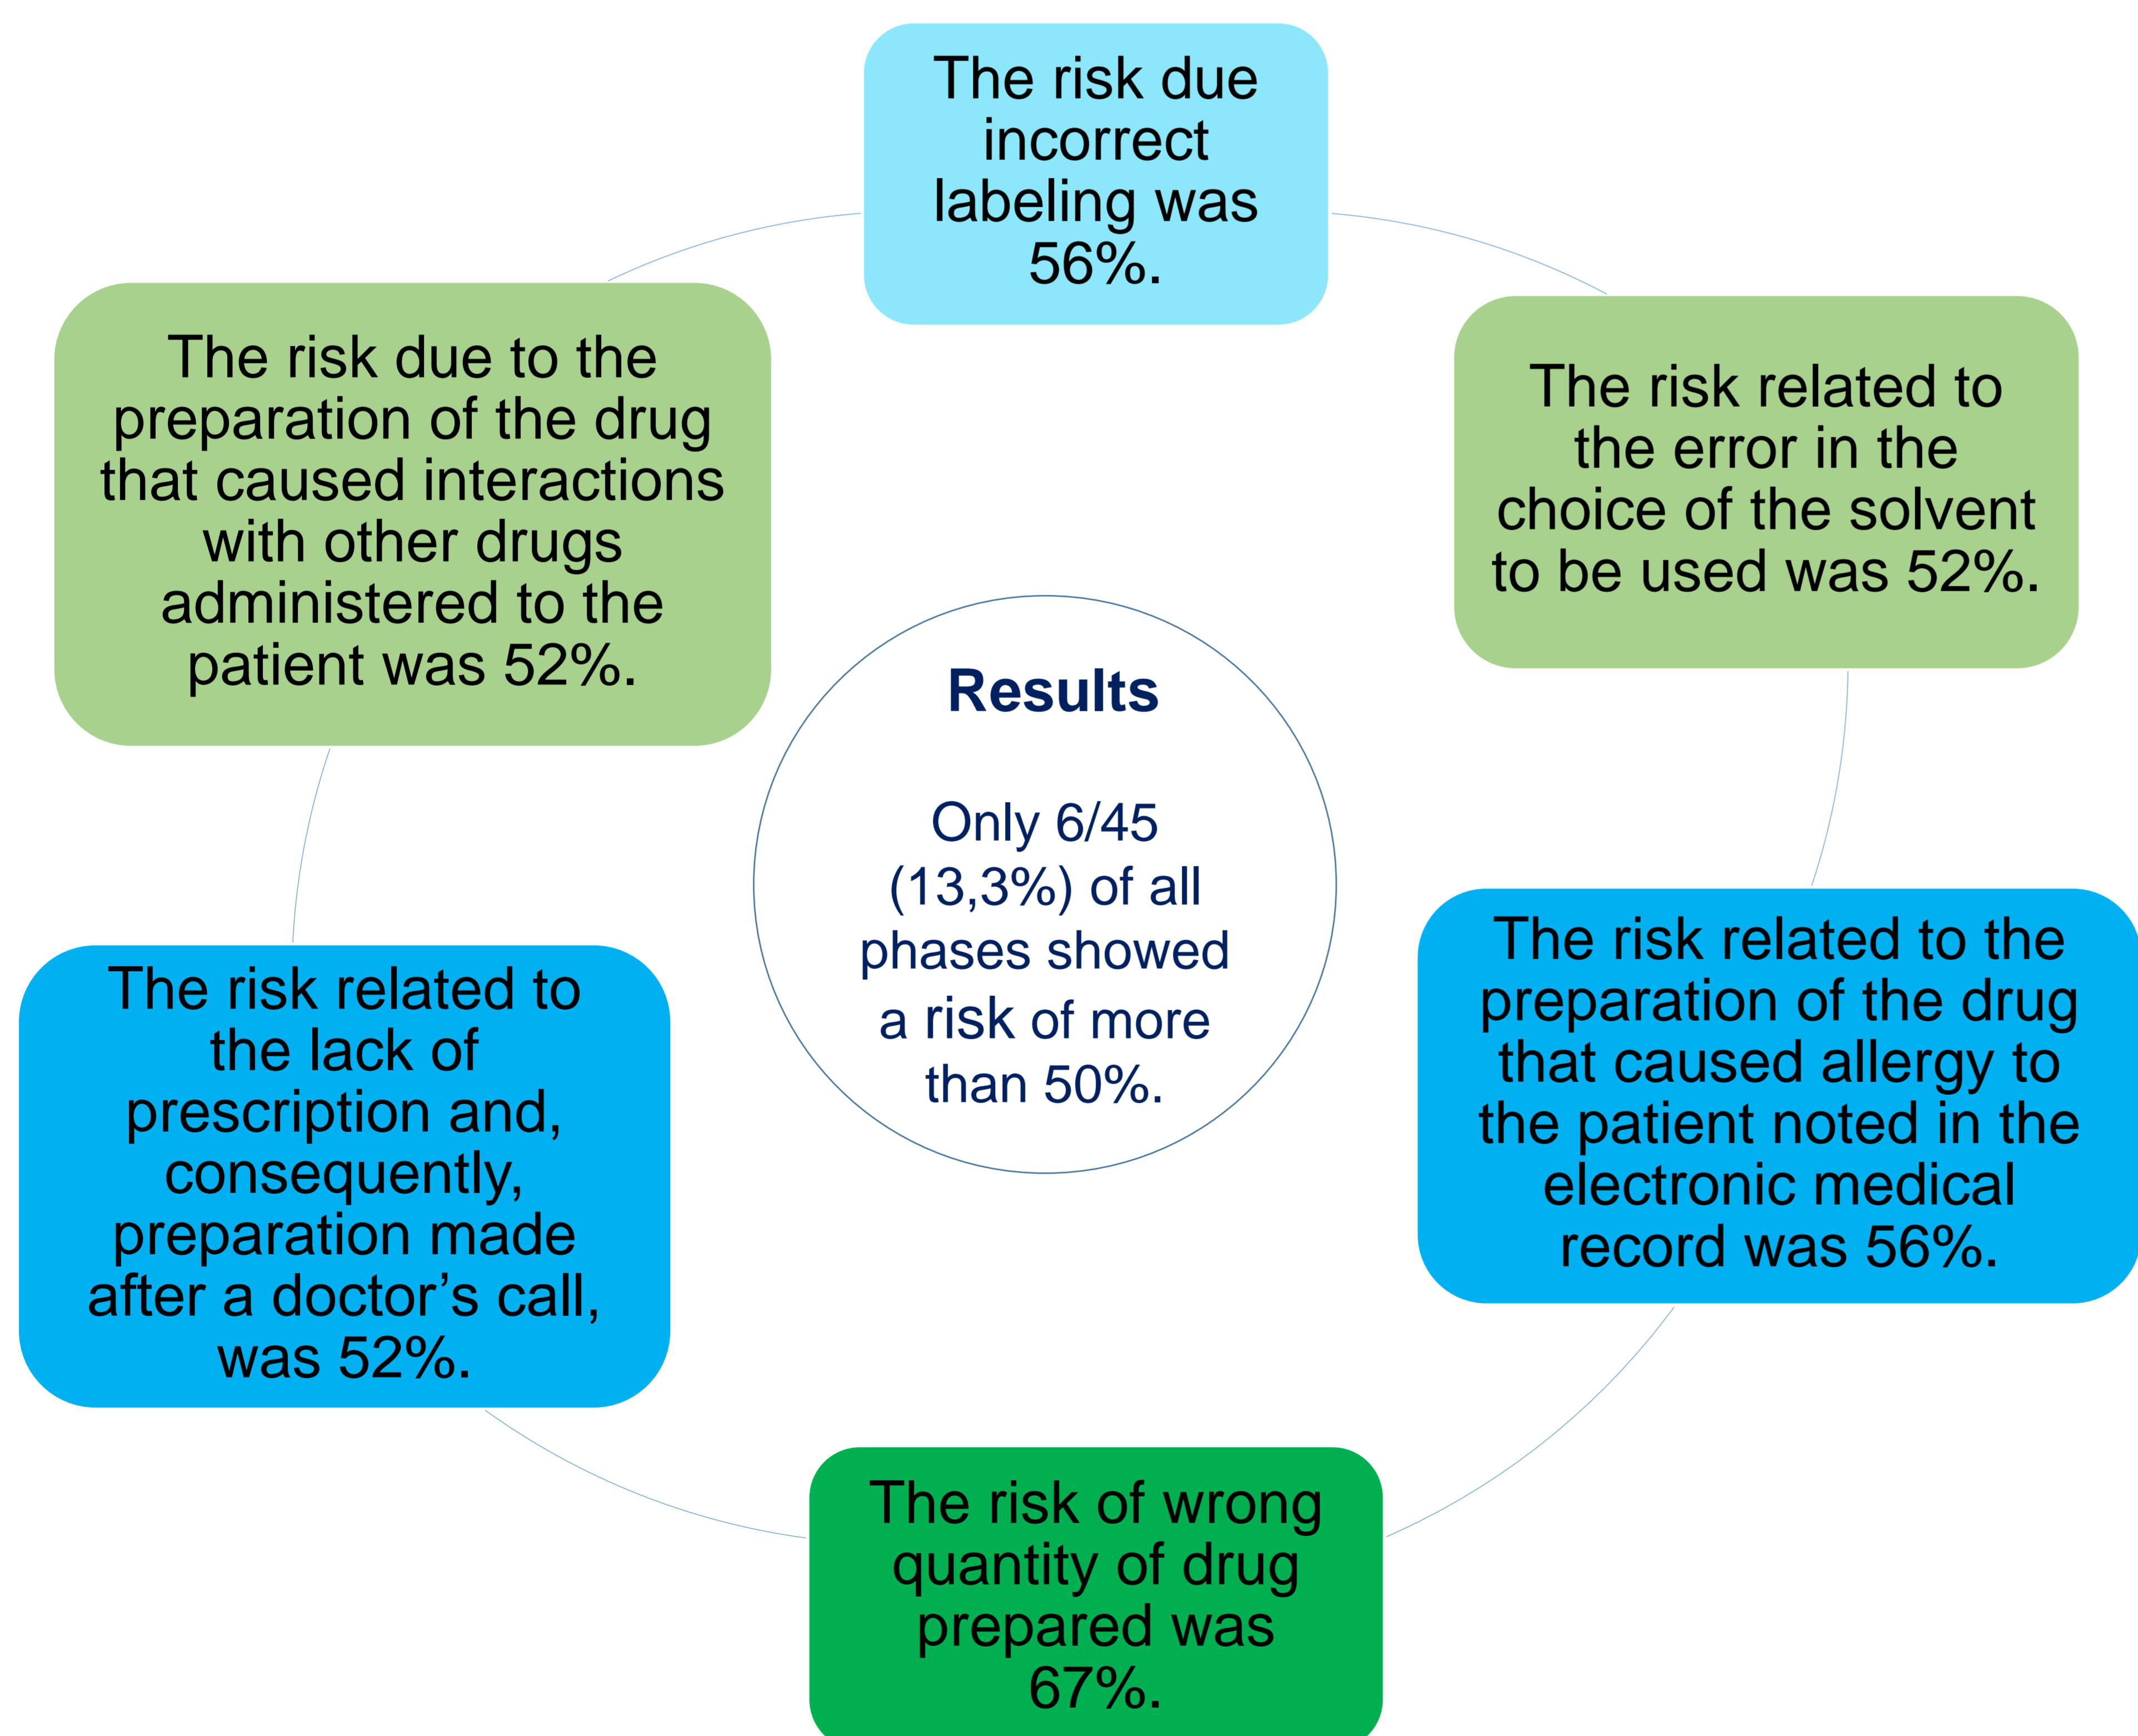 The risk due
incorrect
labeling was
56%.
The risk due to the
preparation of the drug
that caused interactions
with other drugs
administered to the
patient was 52%.
The risk related to
the error in the
choice of the solvent
to be used was 52%.
Results
Only 6/45
(13,3%) of all
phases showed
a risk of more
than 50%.
The risk related to
the lack of
prescription and,
consequently,
preparation made
after a doctor’s call,
was 52%.
The risk related to the
preparation of the drug
that caused allergy to
the patient noted in the
electronic medical
record was 56%.
The risk of wrong
quantity of drug
prepared was
67%.